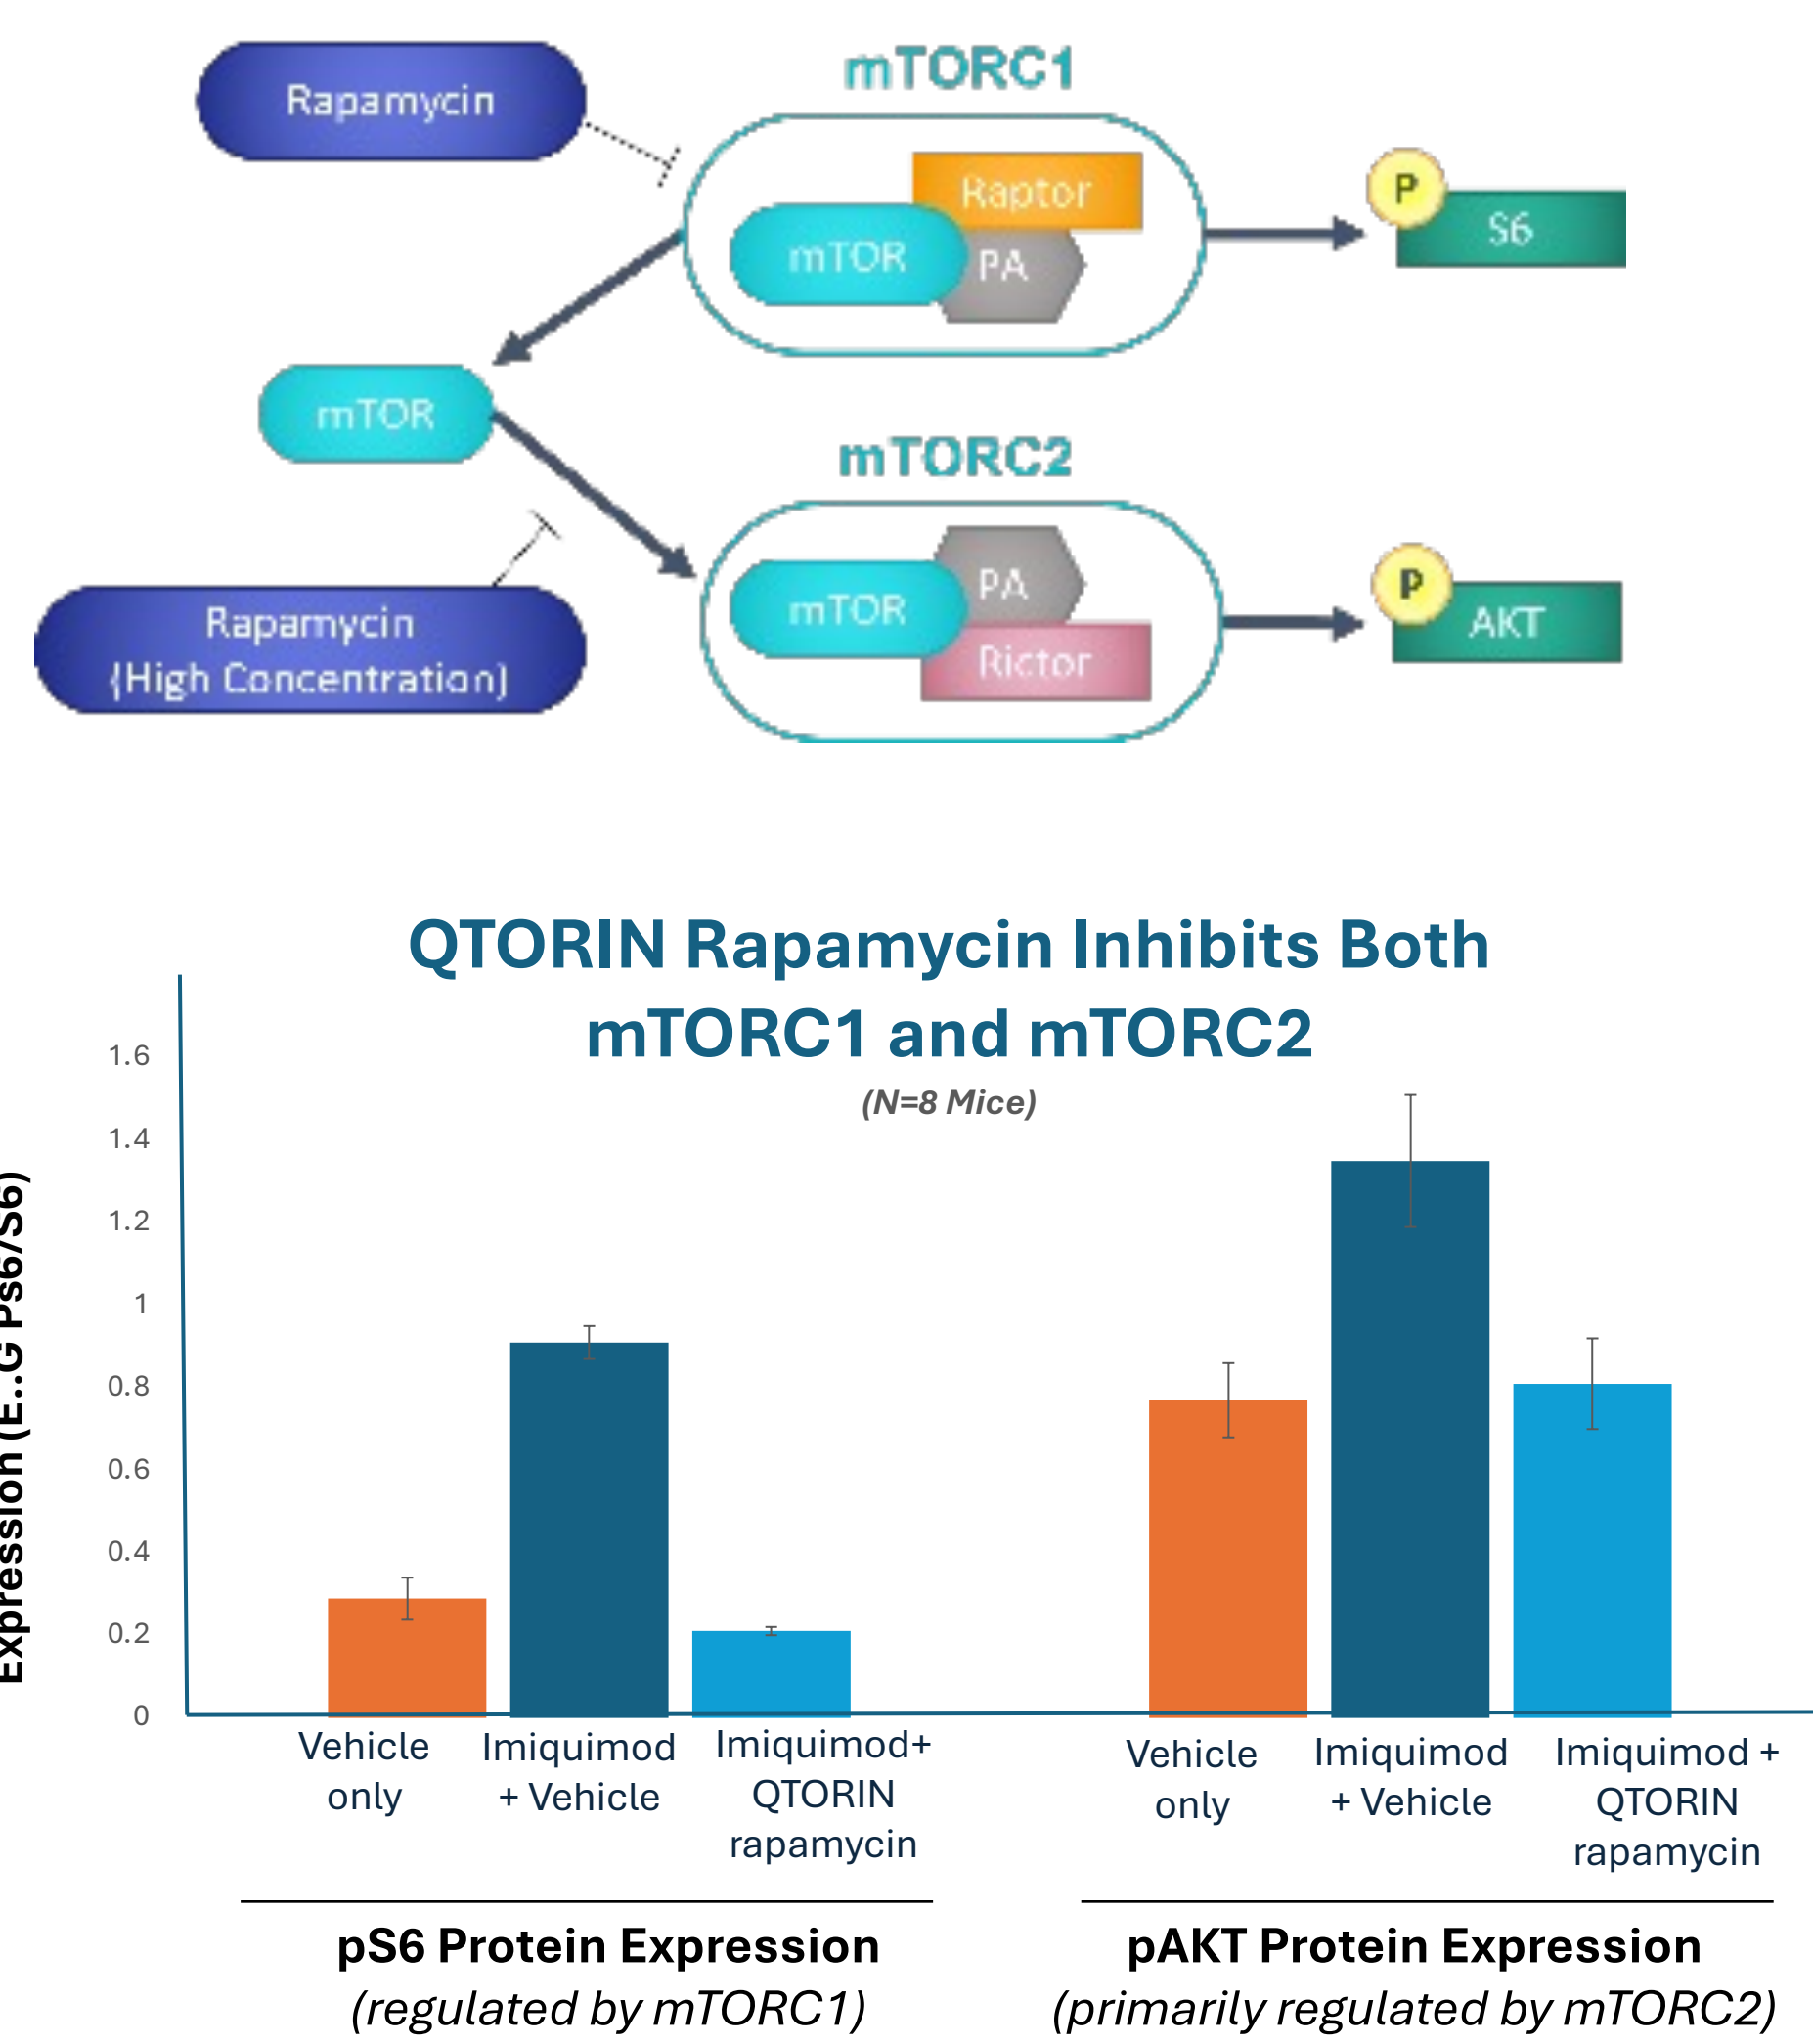 Rapamycin
mTORC1
Raptor
mTOR
PA
P
S6
mTOR
mTORC2
PA
mTOR
Rictor
P
AKT
Rapamycin
(High Concentration)
QTORIN Rapamycin Inhibits Both
mTORC1 and mTORC2
(N=8 Mice)
Expression (E..G Ps6/S6)
1.6
1.4
1.2
1
0.8
0.6
0.4
0.2
0
Vehicle
only
Imiquimod
+ Vehicle
Imiquimod+
QTORIN
rapamycin
Vehicle
only
Imiquimod
+ Vehicle
Imiquimod +
QTORIN
rapamycin
pS6 Protein Expression
(regulated by mTORC1)
pAKT Protein Expression
(primarily regulated by mTORC2)